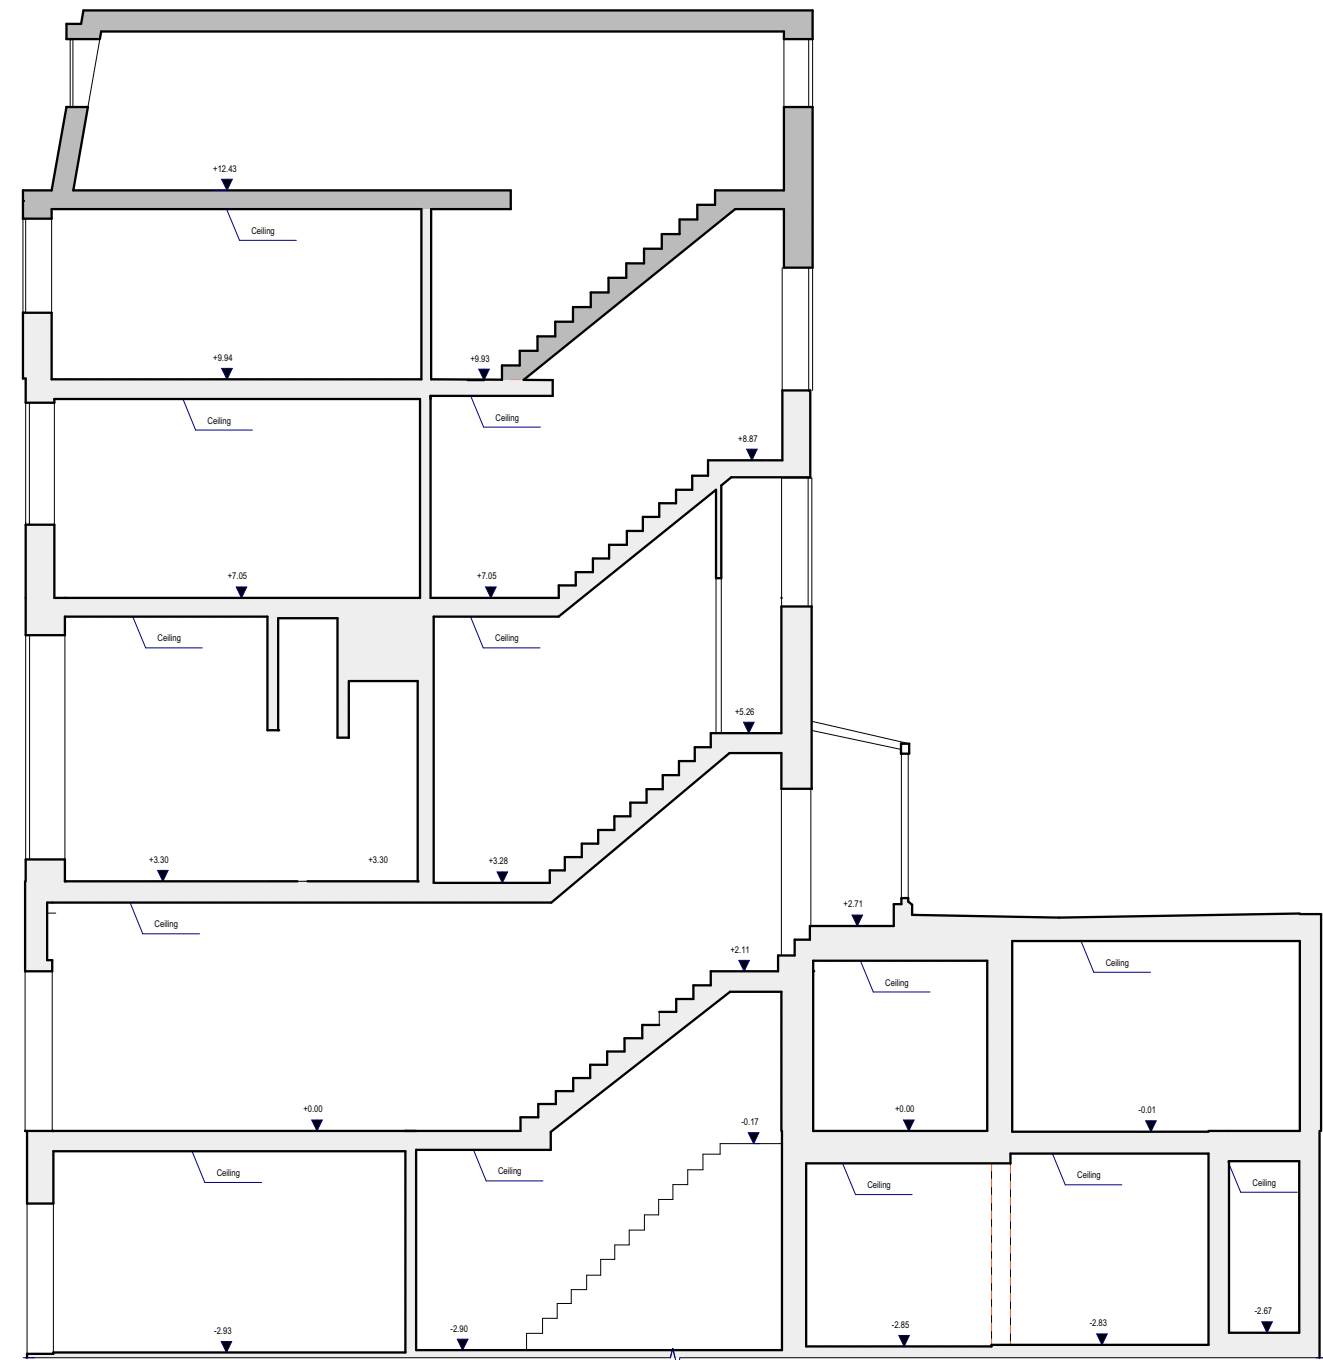 +12.43
Ceiling
+9.94
+9.93
Ceiling
Ceiling
+8.87
+7.05
+7.05
Ceiling
Ceiling
+5.26
+3.30
+3.30
+3.28
Ceiling
+2.71
+2.11
Ceiling
Ceiling
+0.00
+0.00
-0.01
-0.17
Ceiling
Ceiling
Ceiling
Ceiling
Ceiling
-2.93
-2.90
-2.85
-2.83
-2.67